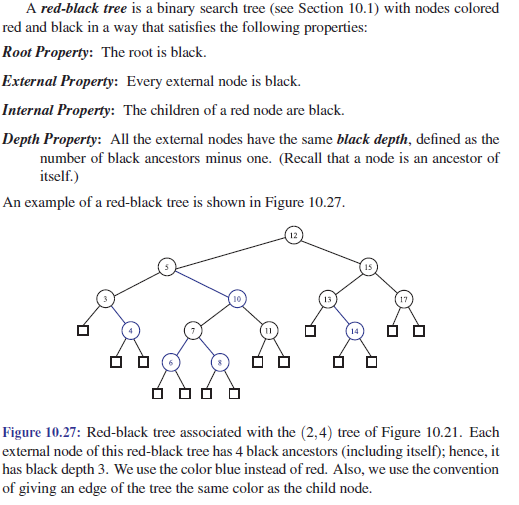 A red-black tree is a binary search tree (see Section 10.1) with nodes colored
red and black in a way that satisfies the following properties:
Root Property: The root is black.
External Property: Every external node is black.
Internal Property: The children of a red node are black.
Depth Property: All the external nodes have the same black depth, defined as the
number of black ancestors minus one. (Recall that a node is an ancestor of
itself.)
An example of a red-black tree is shown in Figure 10.27.
12
5 15
3 10 13 17
4 7 11 14
6 8
Figure 10.27: Red-black tree associated with the (2,4) tree of Figure 10.21. Each
external node of this red-black tree has 4 black ancestors (including itself); hence, it
has black depth 3. We use the color blue instead of red. Also, we use the convention
of giving an edge of the tree the same color as the child node.